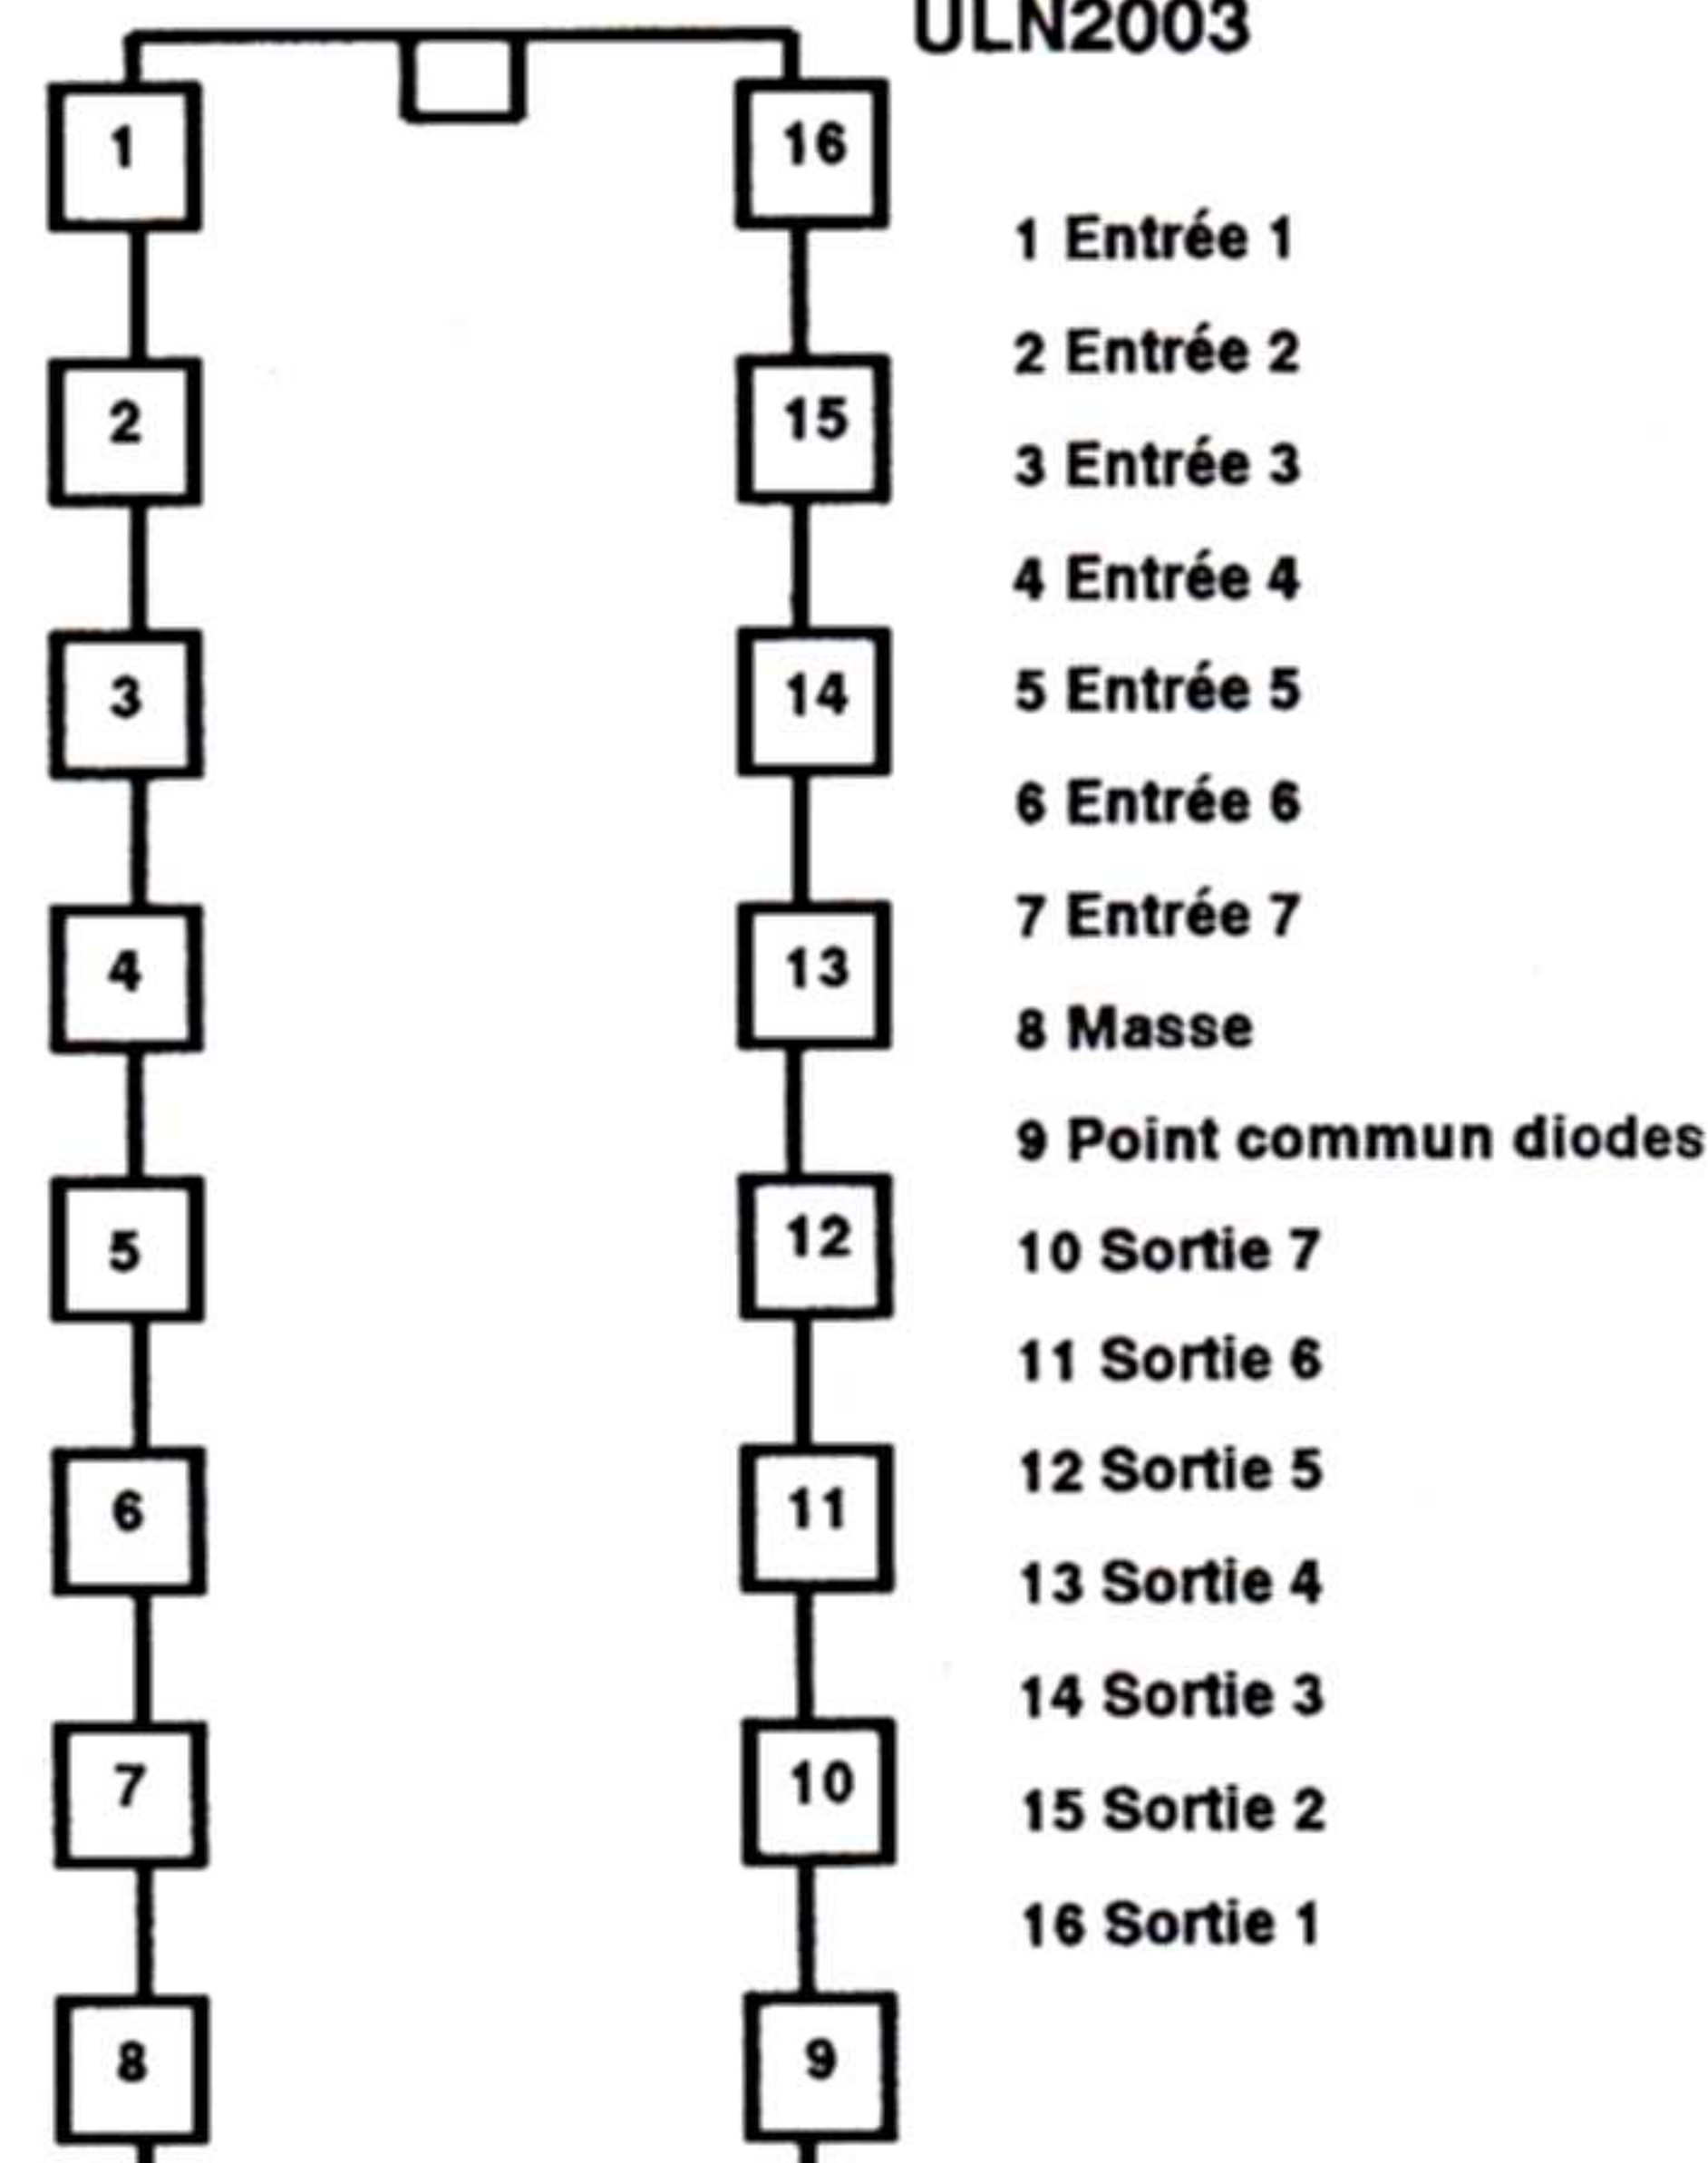 ULN2003
1 16
2 15
3 14
4 13
5 12
6 11
7 10
8 9
1 Entrée 1
2 Entrée 2
3 Entrée 3
4 Entrée 4
5 Entrée 5
6 Entrée 6
7 Entrée 7
8 Masse
9 Point commun diodes
10 Sortie 7
11 Sortie 6
12 Sortie 5
13 Sortie 4
14 Sortie 3
15 Sortie 2
16 Sortie 1